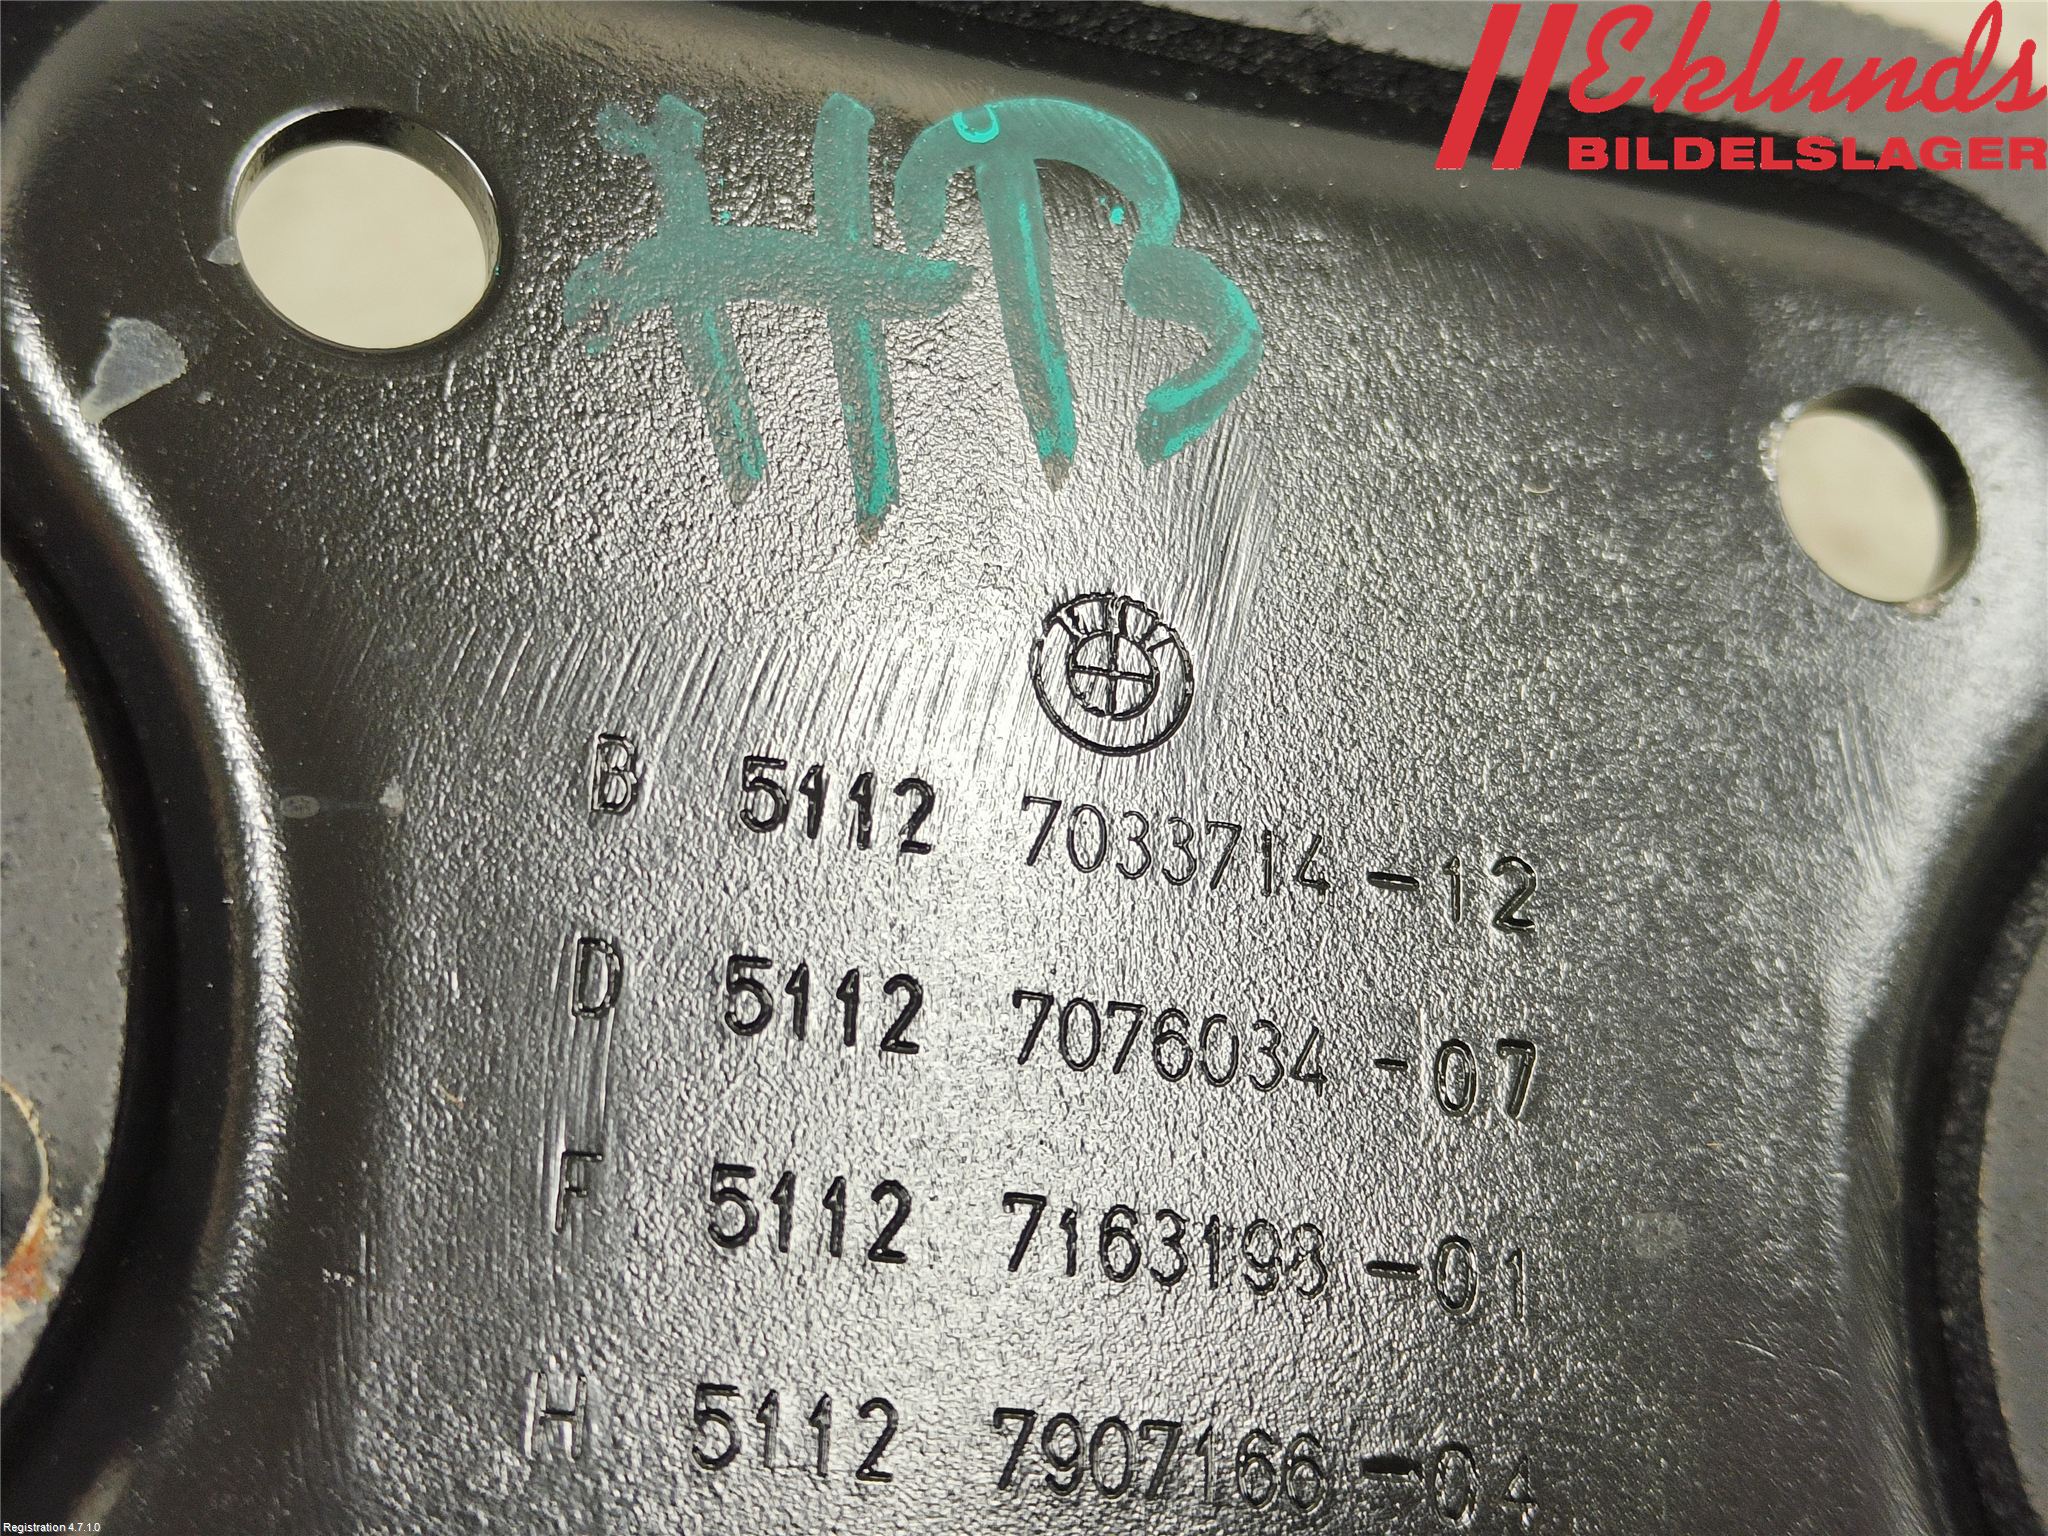 Eklunds
BILDELSLAGER
HB
B 5112 7033714-12
D 5112 7076034-07
F 5112 7163193-01
H 5112 7907166-04
Registration 4.7.1.0